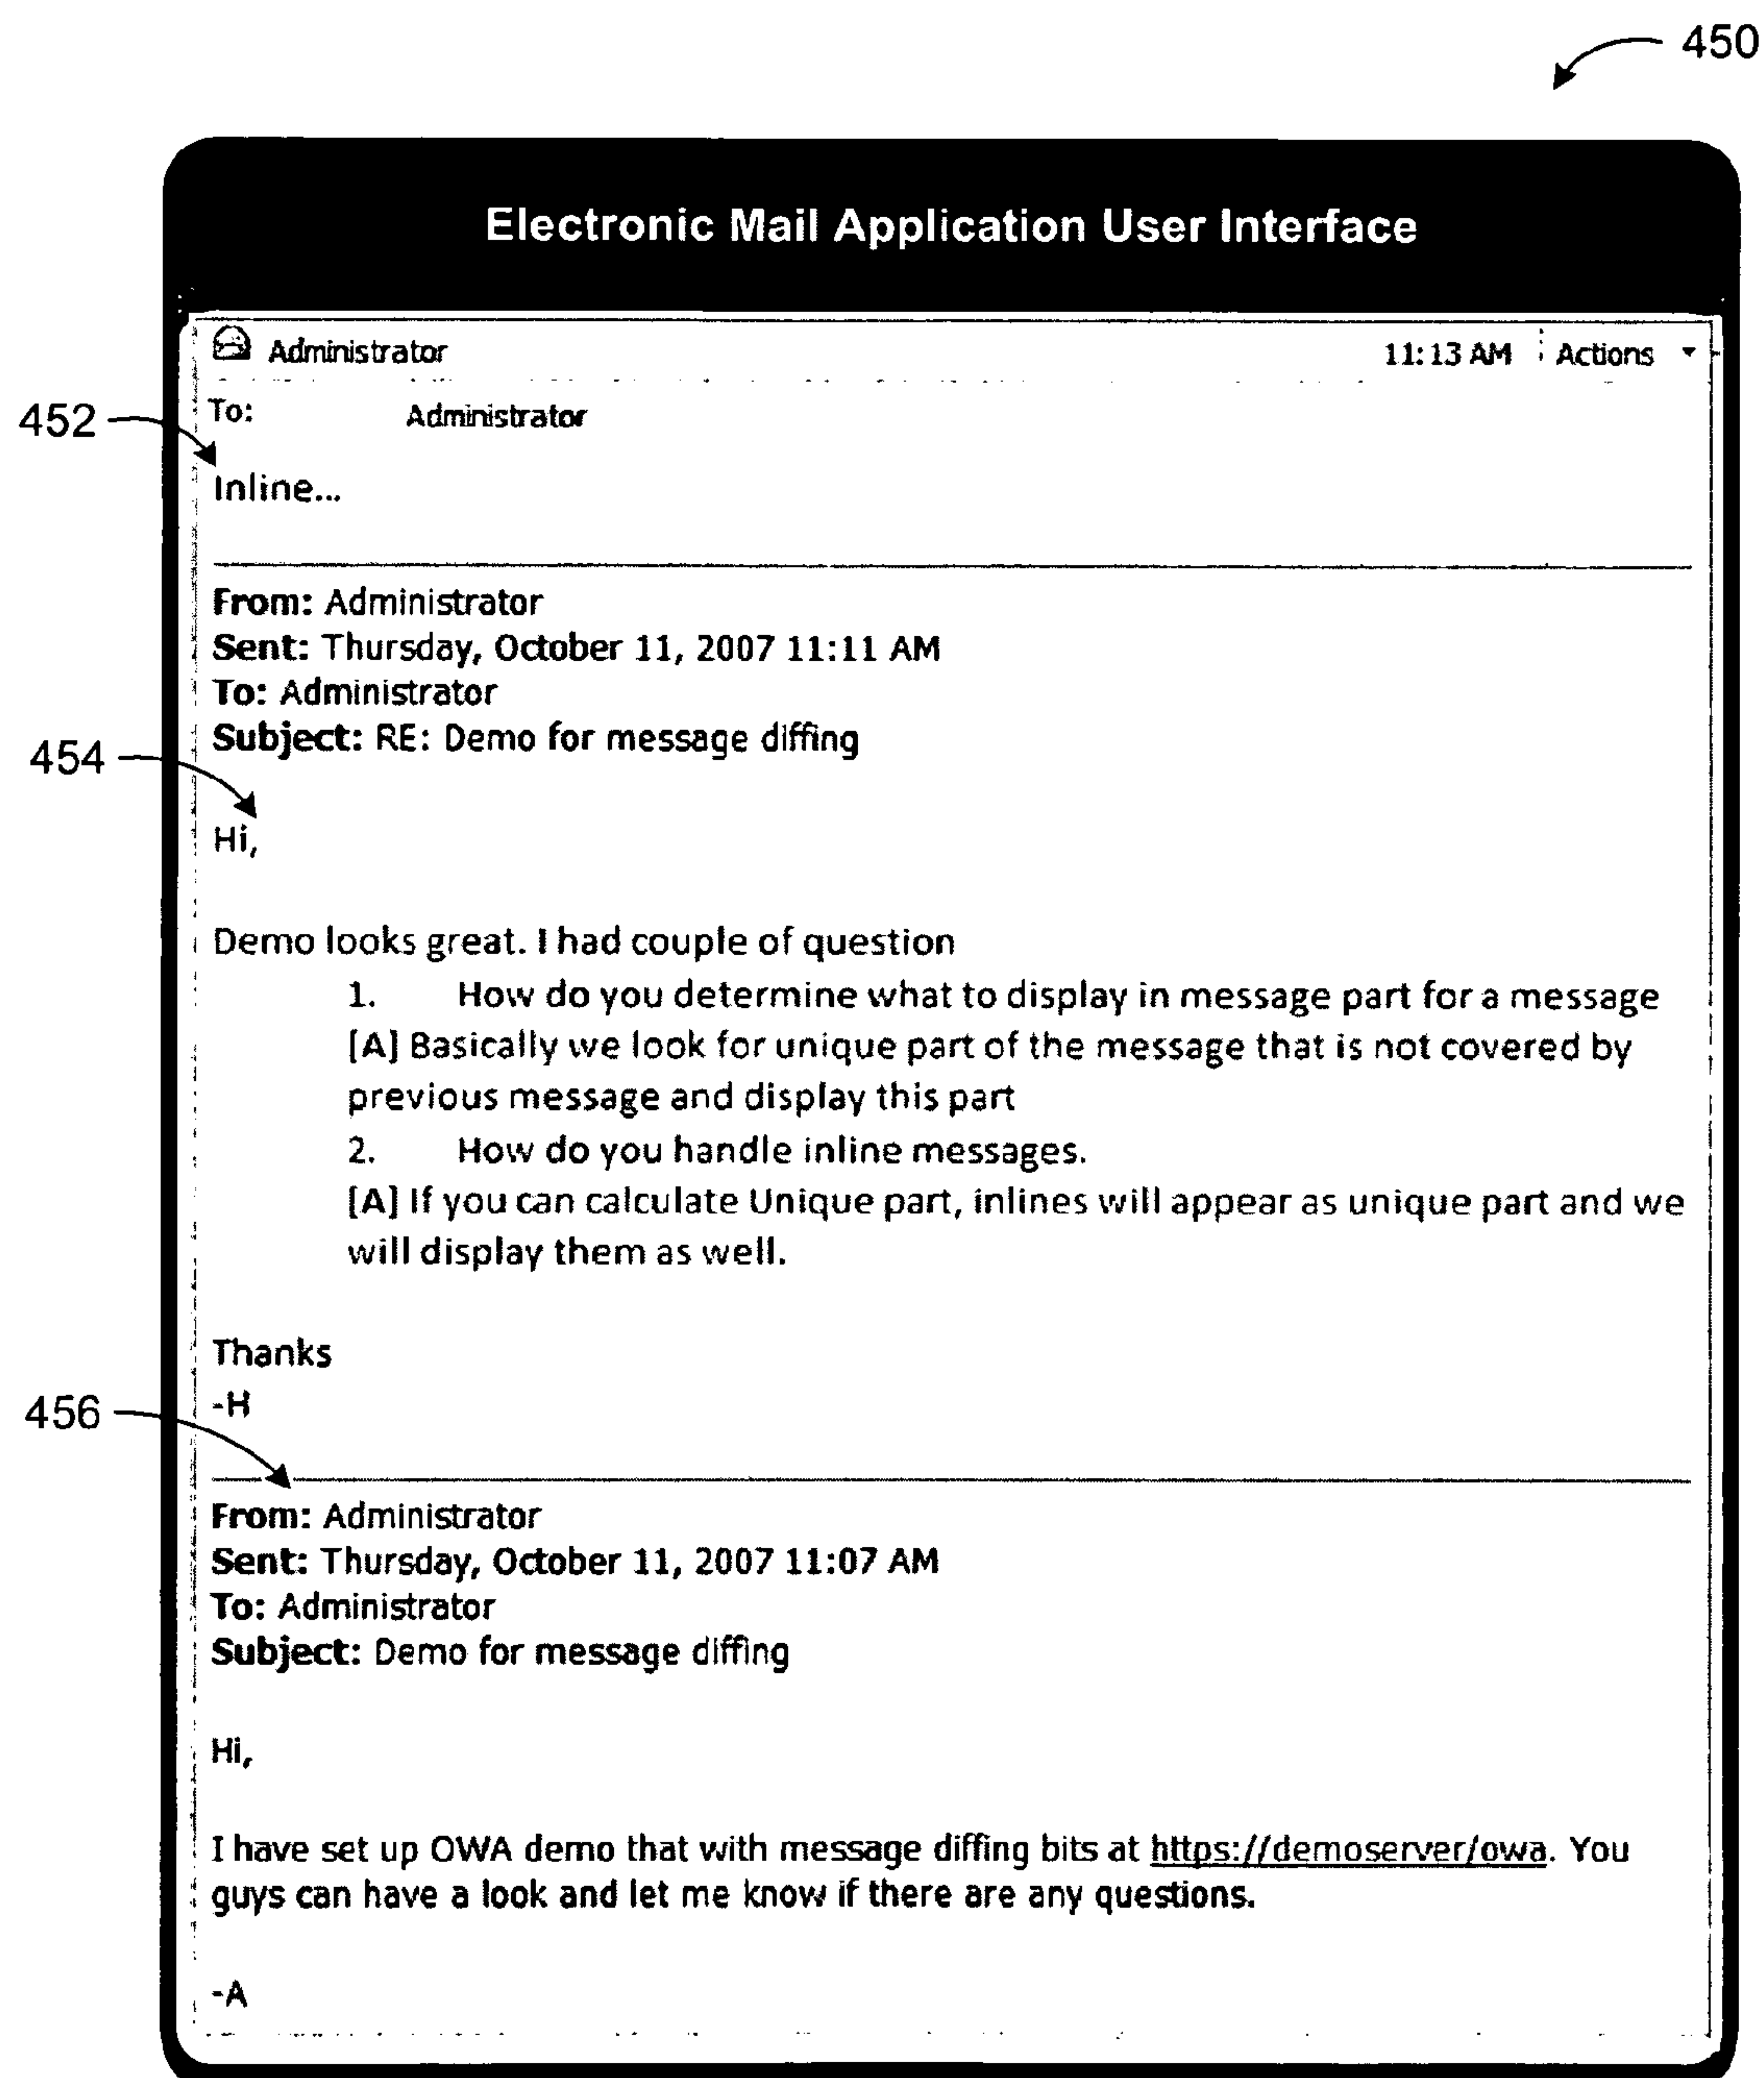 450
Electronic Mail Application User Interface
Administrator 11:13 AM Actions
452
To: Administrator
Inline...
From: Administrator
Sent: Thursday, October 11, 2007 11:11 AM
To: Administrator
Subject: RE: Demo for message diffing
454
Hi,
Demo looks great. I had couple of question
1. How do you determine what to display in message part for a message
[A] Basically we look for unique part of the message that is not covered by
previous message and display this part
2. How do you handle inline messages.
[A] If you can calculate Unique part, inlines will appear as unique part and we
will display them as well.
Thanks
-H
456
From: Administrator
Sent: Thursday, October 11, 2007 11:07 AM
To: Administrator
Subject: Demo for message diffing
Hi,
I have set up OWA demo that with message diffing bits at https://demoserver/owa. You
guys can have a look and let me know if there are any questions.
-A